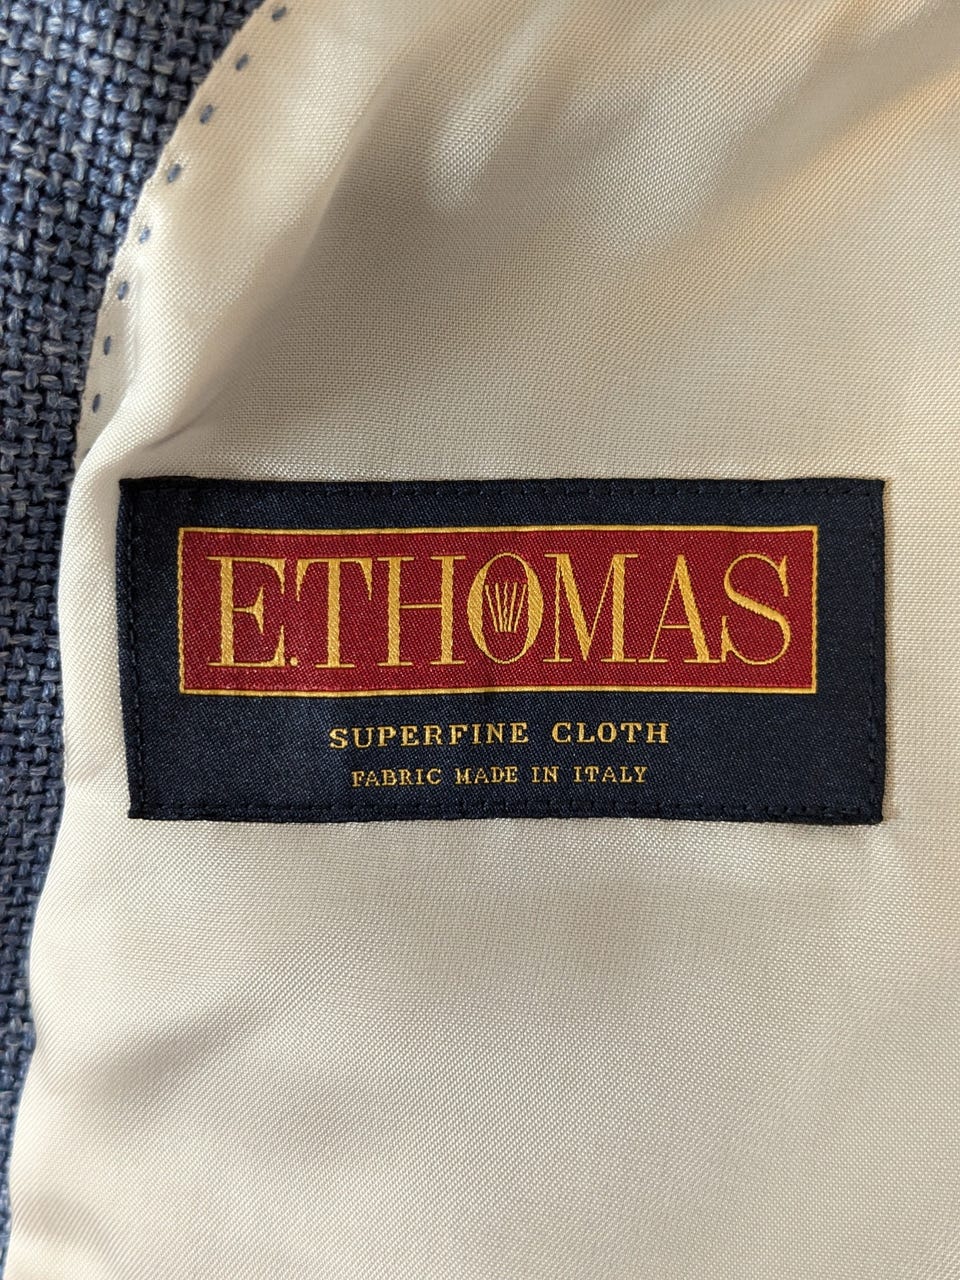 E.THOMAS
SUPERFINE CLOTH
FABRIC MADE IN ITALY